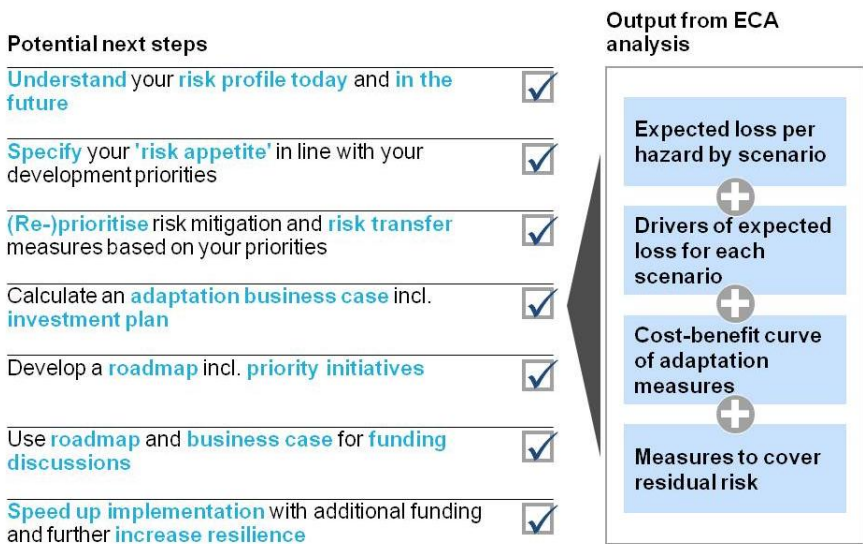 Potential next steps
Understand your risk profile today and in the
future
Specify your 'risk appetite' in line with your
development priorities
(Re-)prioritise risk mitigation and risk transfer
measures based on your priorities
Calculate an adaptation business case incl.
investment plan
Develop a roadmap incl. priority initiatives
Use roadmap and business case for funding
discussions
Speed up implementation with additional funding
and further increase resilience
Output from ECA
analysis
Expected loss per
hazard by scenario
Drivers of expected
loss for each
scenario
Cost-benefit curve
of adaptation
measures
Measures to cover
residual risk